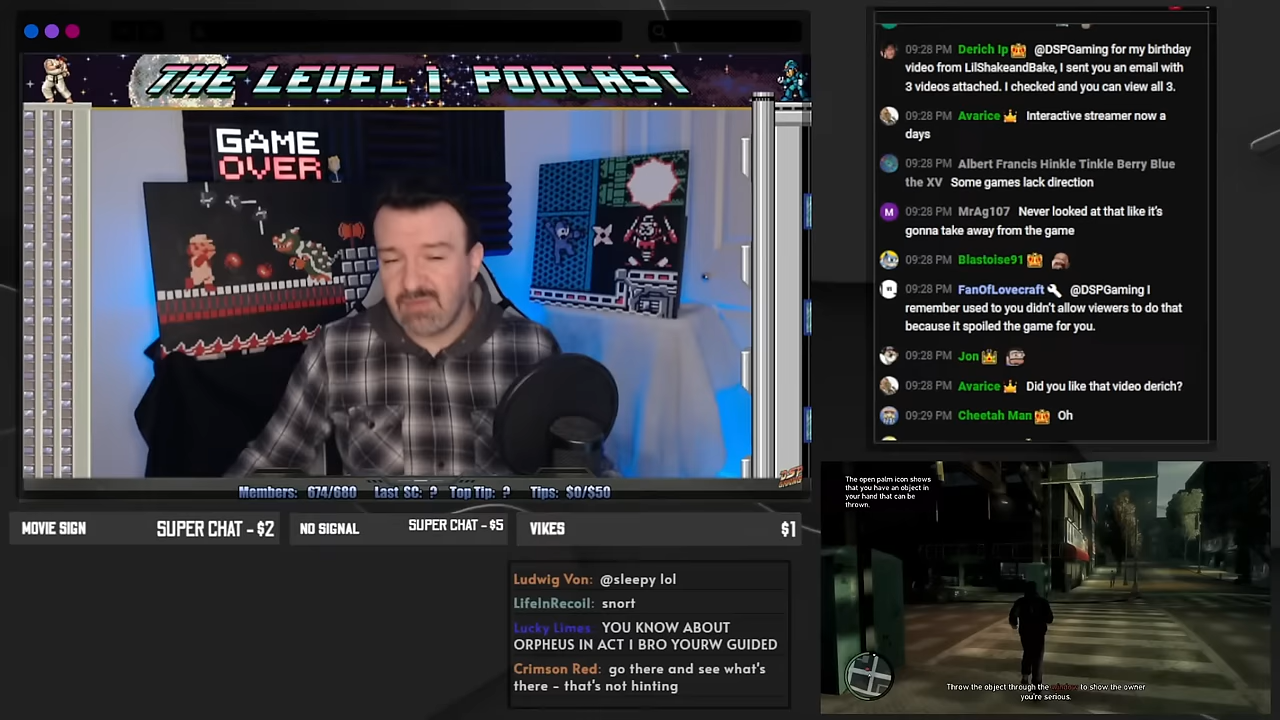 THE LEVEL 1 PODCAST
GAME
OVER
Members: 674/680 Last SC: ? Top Tip: ? Tips: $0/$50
MOVIE SIGN SUPER CHAT - $2
NO SIGNAL SUPER CHAT - $5
VIKES $1
Ludwig Von: @sleepy lol
LifeInRecoil: snort
Lucky Limes YOU KNOW ABOUT
ORPHEUS IN ACT I BRO YOURW GUIDED
Crimson Red: go there and see what's
there - that's not hinting
09:28 PM Derich Ip @DSPGaming for my birthday
video from LilShakeandBake, I sent you an email with
3 videos attached. I checked and you can view all 3.
09:28 PM Avarice Interactive streamer now a
days
09:28 PM Albert Francis Hinkle Tinkle Berry Blue
the XV Some games lack direction
M 09:28 PM MrAg107 Never looked at that like it's
gonna take away from the game
09:28 PM Blastoise91
09:28 PM FanOfLovecraft @DSPGaming I
remember used to you didn't allow viewers to do that
because it spoiled the game for you.
09:28 PM Jon
09:28 PM Avarice Did you like that video derich?
09:29 PM Cheetah Man Oh
The open palm icon shows
that you have an object in
your hand that can be
thrown.
Throw the object through the window to show the owner
you're serious.